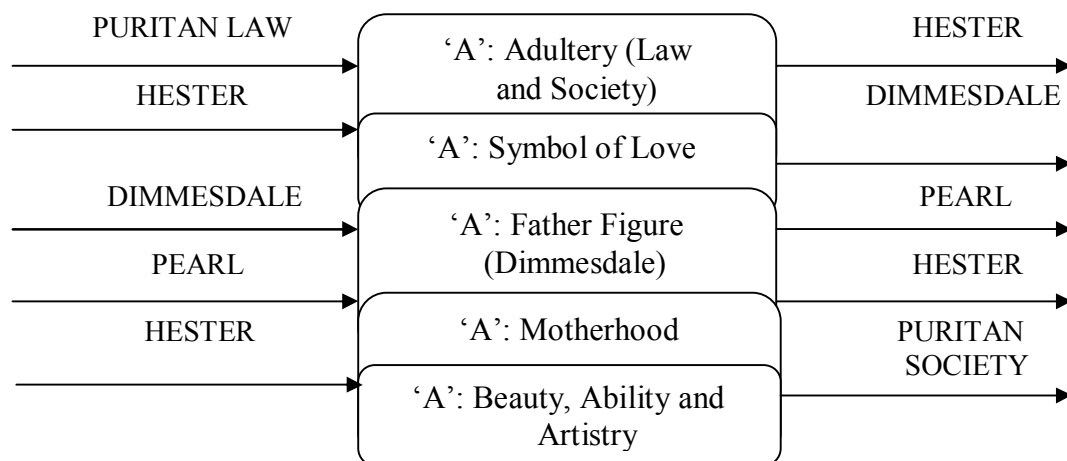 PURITAN LAW
‘A’: Adultery (Law
and Society)
HESTER
HESTER
‘A’: Symbol of Love
DIMMESDALE
DIMMESDALE
‘A’: Father Figure
(Dimmesdale)
PEARL
PEARL
‘A’: Motherhood
HESTER
HESTER
‘A’: Beauty, Ability and
Artistry
PURITAN
SOCIETY